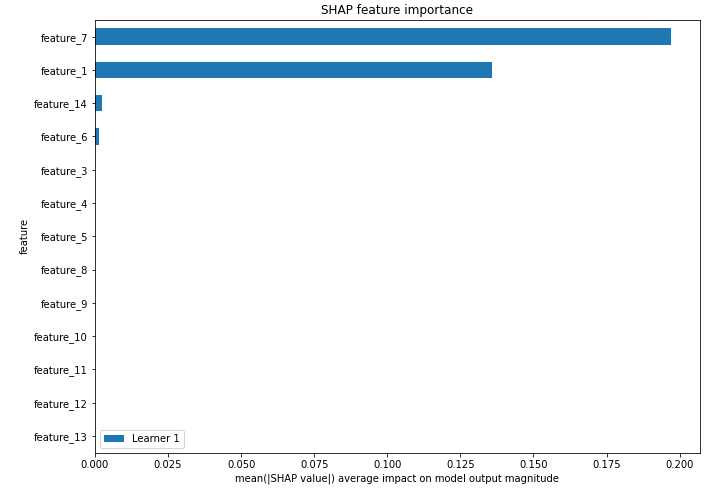 SHAP feature importance
feature_7
feature_1
feature_14
feature_6
feature_3
feature_4
feature_5
feature_8
feature_9
feature_10
feature_11
feature_12
feature_13
feature
Learner 1
0.000 0.025 0.050 0.075 0.100 0.125 0.150 0.175 0.200
mean(|SHAP value|) average impact on model output magnitude